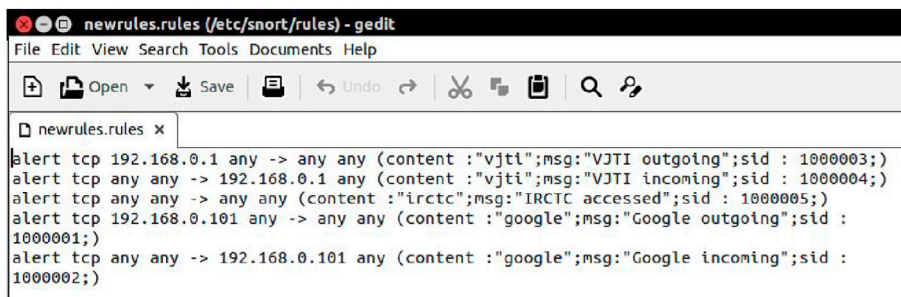 newrules.rules (/etc/snort/rules) - gedit
File Edit View Search Tools Documents Help
Open Save Undo
newrules.rules ×
alert tcp 192.168.0.1 any -> any any (content :"vjti";msg:"VJTI outgoing";sid : 1000003;)
alert tcp any any -> 192.168.0.1 any (content :"vjti";msg:"VJTI incoming";sid : 1000004;)
alert tcp any any -> any any (content :"irctc";msg:"IRCTC accessed";sid : 1000005;)
alert tcp 192.168.0.101 any -> any any (content :"google";msg:"Google outgoing";sid :
1000001;)
alert tcp any any -> 192.168.0.101 any (content :"google";msg:"Google incoming";sid :
1000002;)